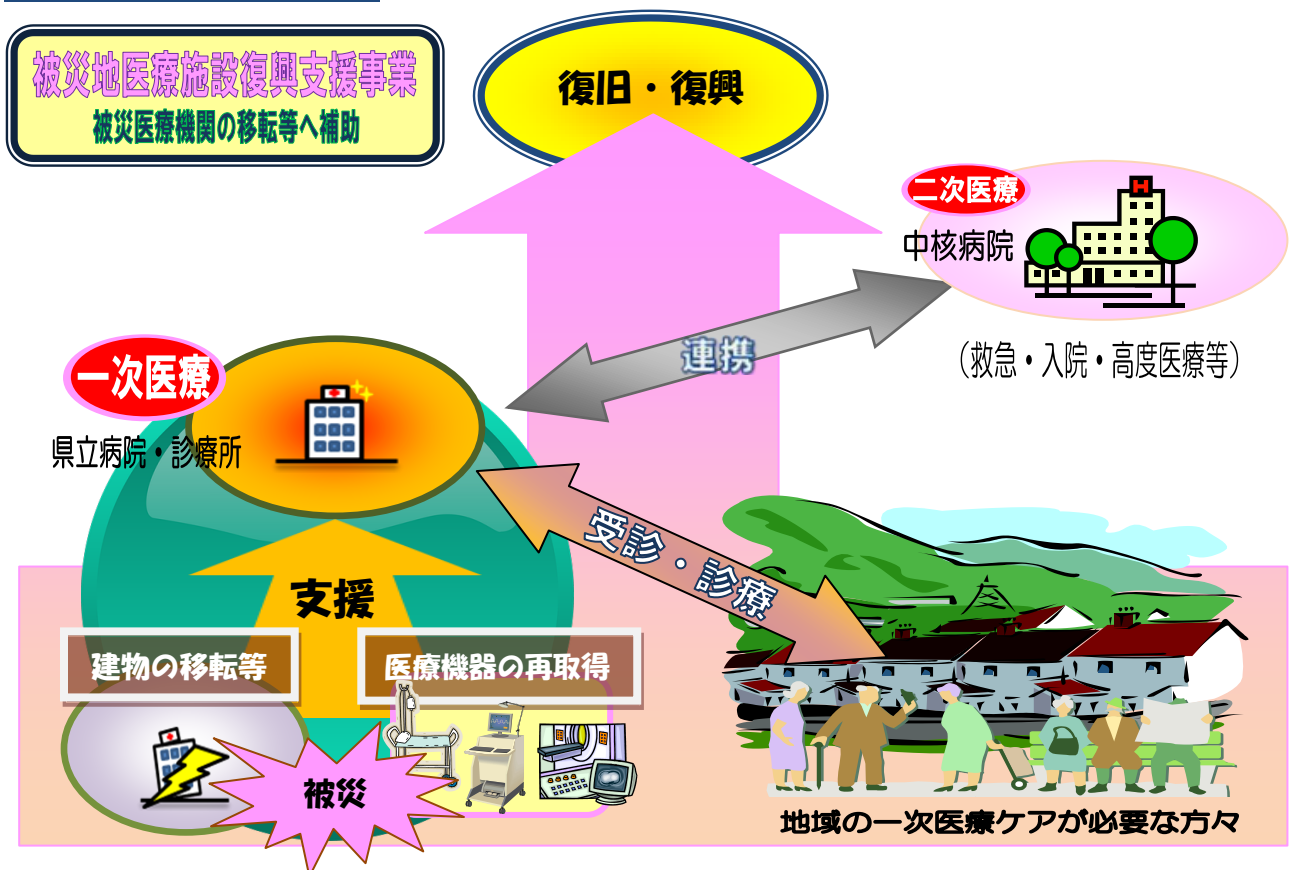 被災地医療施設復興支援事業
被災医療機関の移転等へ補助
復旧・復興
二次医療
中核病院
H
(救急・入院・高度医療等)
連携
一次医療
県立病院・診療所
受診・診療
支援
建物の移転等
医療機器の再取得
被災
地域の一次医療ケアが必要な方々